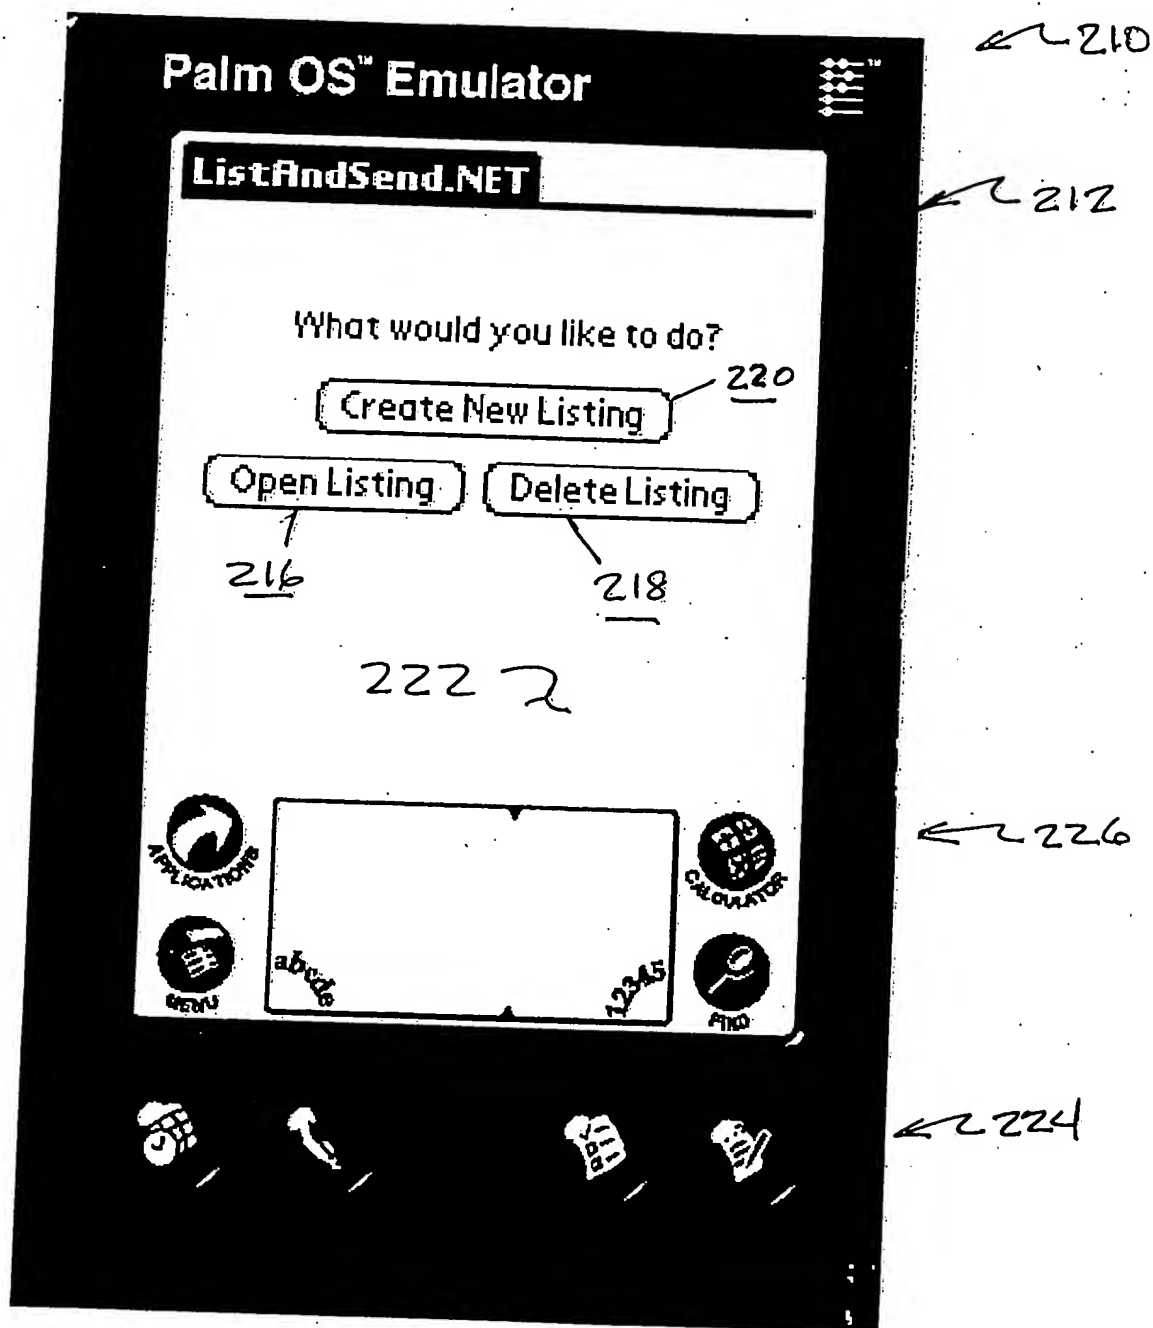 210
Palm OS™ Emulator ™
ListAndSend.NET
212
What would you like to do?
220
Create New Listing
Open Listing Delete Listing
216 218
222
APPLICATIONS CALCULATOR
226
abcde 12345
MENU FIND
224